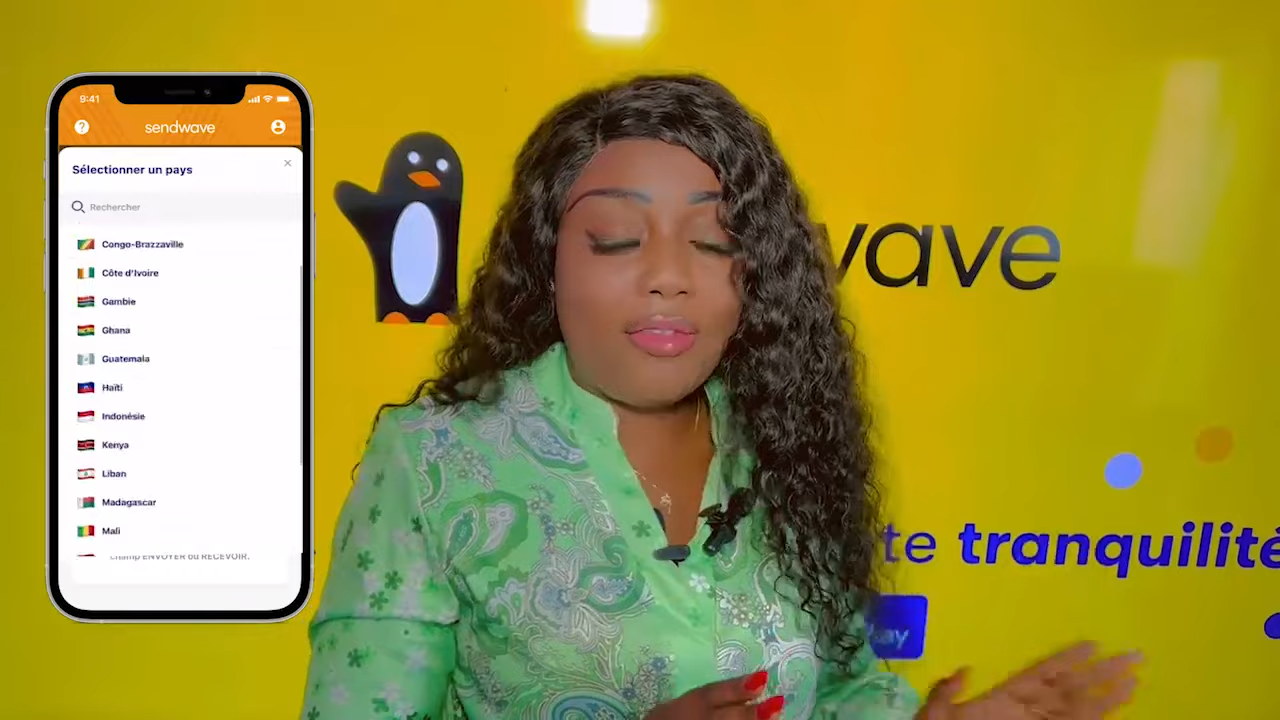 9:41
sendwave
Sélectionner un pays
Rechercher
Congo-Brazzaville
Côte d'Ivoire
Gambie
Ghana
Guatemala
Haïti
Indonésie
Kenya
Liban
Madagascar
Mali
champ ENVOYER ou RECEVOIR.
wave
te tranquilité